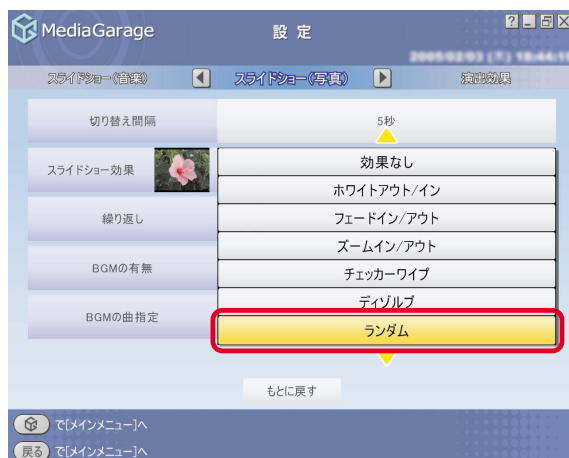 MediaGarage
設定
2005/02/03 (木) 18:44:11
スライドショー(音楽)
スライドショー(写真)
演出効果
切り替え間隔
5秒
スライドショー効果
効果なし
ホワイトアウト/イン
フェードイン/アウト
繰り返し
ズームイン/アウト
BGMの有無
チェッカーワイプ
ディゾルブ
BGMの曲指定
ランダム
もとに戻す
で[メインメニュー]へ
戻る で[メインメニュー]へ